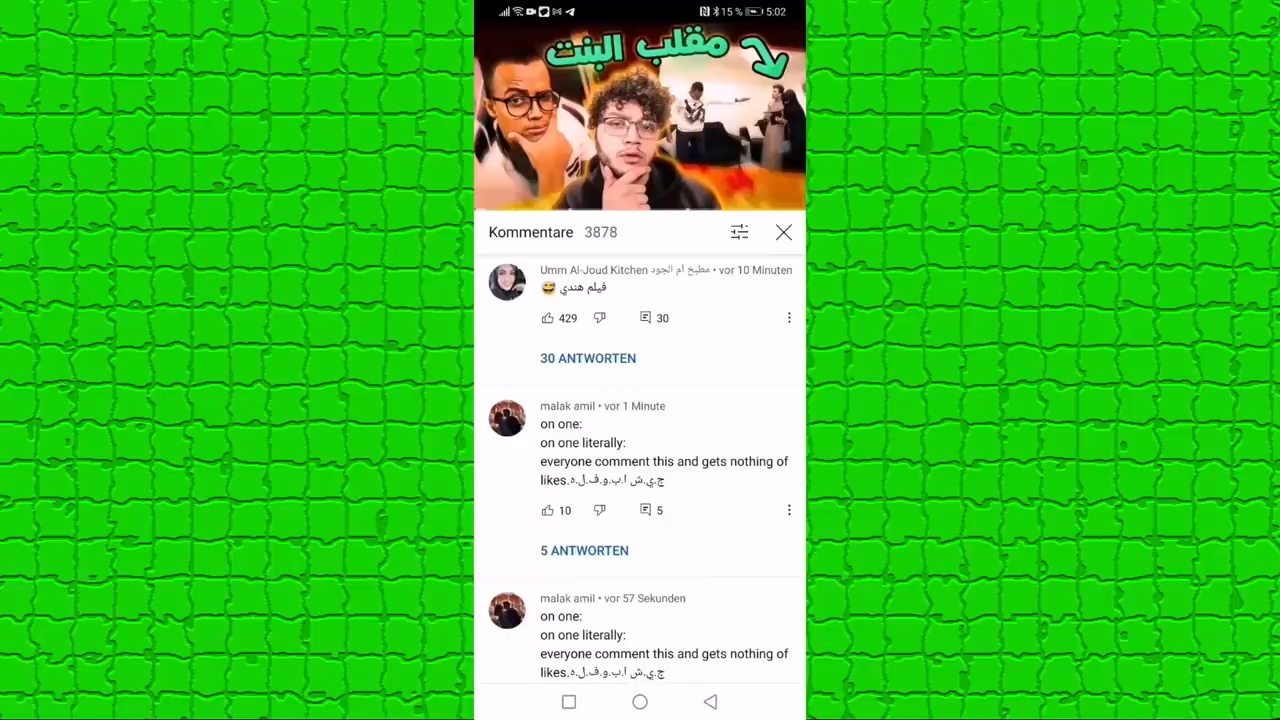 15 % 5:02
مقلب البنت
Kommentare 3878
Umm Al-Joud Kitchen مطبخ ام الجود • vor 10 Minuten
فيلم هندي 😅
429 30
30 ANTWORTEN
malak amil • vor 1 Minute
on one:
on one literally:
everyone comment this and gets nothing of
likes.ج.ي.ش ا.ب.و.ف.ل.ه
10 5
5 ANTWORTEN
malak amil • vor 57 Sekunden
on one:
on one literally:
everyone comment this and gets nothing of
likes.ج.ي.ش ا.ب.و.ف.ل.ه